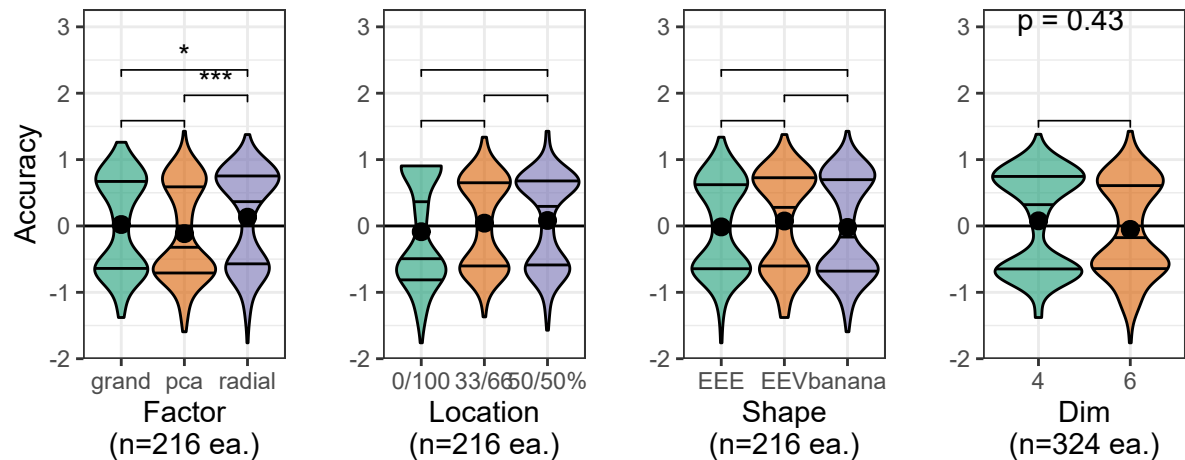 Accuracy
3
2
1
0
-1
-2
*
***
grand pca radial
Factor
(n=216 ea.)
3
2
1
0
-1
-2
0/100 33/66 50/50%
Location
(n=216 ea.)
3
2
1
0
-1
-2
EEE EEV banana
Shape
(n=216 ea.)
3
2
1
0
-1
-2
p = 0.43
4 6
Dim
(n=324 ea.)